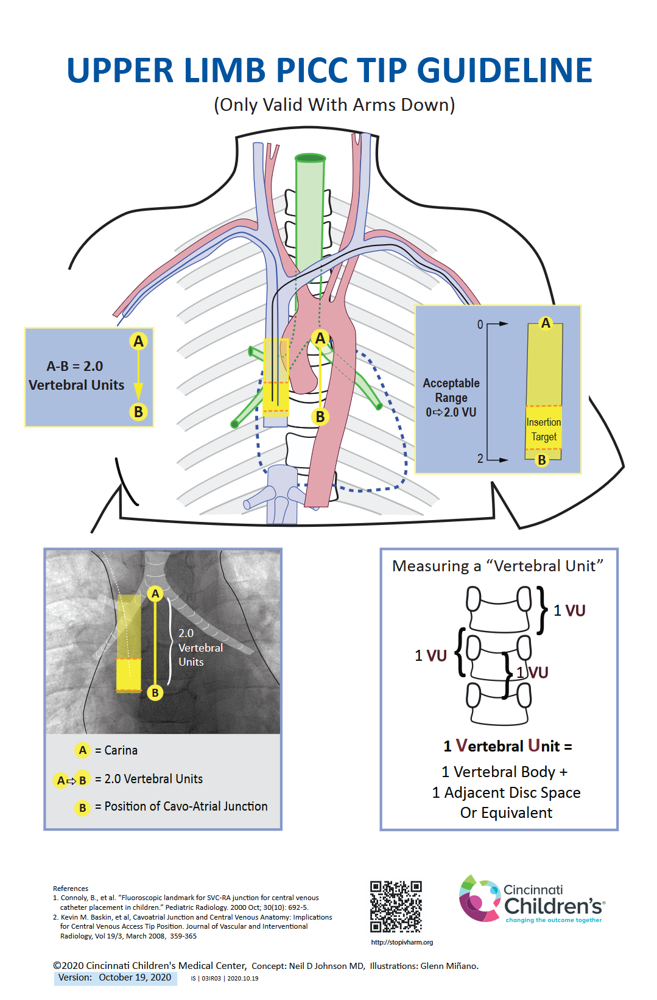 UPPER LIMB PICC TIP GUIDELINE
(Only Valid With Arms Down)
A
A-B = 2.0
Vertebral Units
B
A
B
0
A
Acceptable
Range
0⇨2.0 VU
Insertion
Target
2
B
A
2.0
Vertebral
Units
B
A = Carina
A⇨B = 2.0 Vertebral Units
B = Position of Cavo-Atrial Junction
Measuring a “Vertebral Unit”
1 VU
1 VU
1 VU
1 Vertebral Unit =
1 Vertebral Body +
1 Adjacent Disc Space
Or Equivalent
References
1. Connoly, B., et al. “Fluoroscopic landmark for SVC-RA junction for central venous
catheter placement in children.” Pediatric Radiology. 2000 Oct; 30(10): 692-5.
2. Kevin M. Baskin, et al, Cavoatrial Junction and Central Venous Anatomy: Implications
for Central Venous Access Tip Position. Journal of Vascular and Interventional
Radiology, Vol 19/3, March 2008, 359-365
http://stopivharm.org
Cincinnati
Children's®
changing the outcome together
©2020 Cincinnati Children's Medical Center, Concept: Neil D Johnson MD, Illustrations: Glenn Miñano.
Version: October 19, 2020 IS | 03IR03 | 2020.10.19